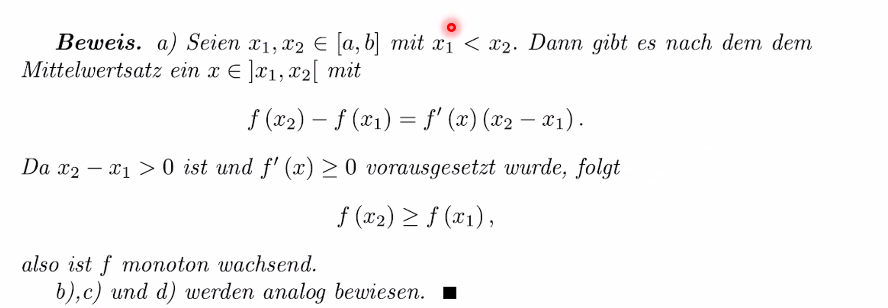 Beweis. a) Seien x₁, x₂ ∈ [a, b] mit x₁ < x₂. Dann gibt es nach dem dem
Mittelwertsatz ein x ∈ ]x₁, x₂[ mit
f (x₂) − f (x₁) = f′ (x) (x₂ − x₁) .
Da x₂ − x₁ > 0 ist und f′ (x) ≥ 0 vorausgesetzt wurde, folgt
f (x₂) ≥ f (x₁) ,
also ist f monoton wachsend.
b),c) und d) werden analog bewiesen. ■